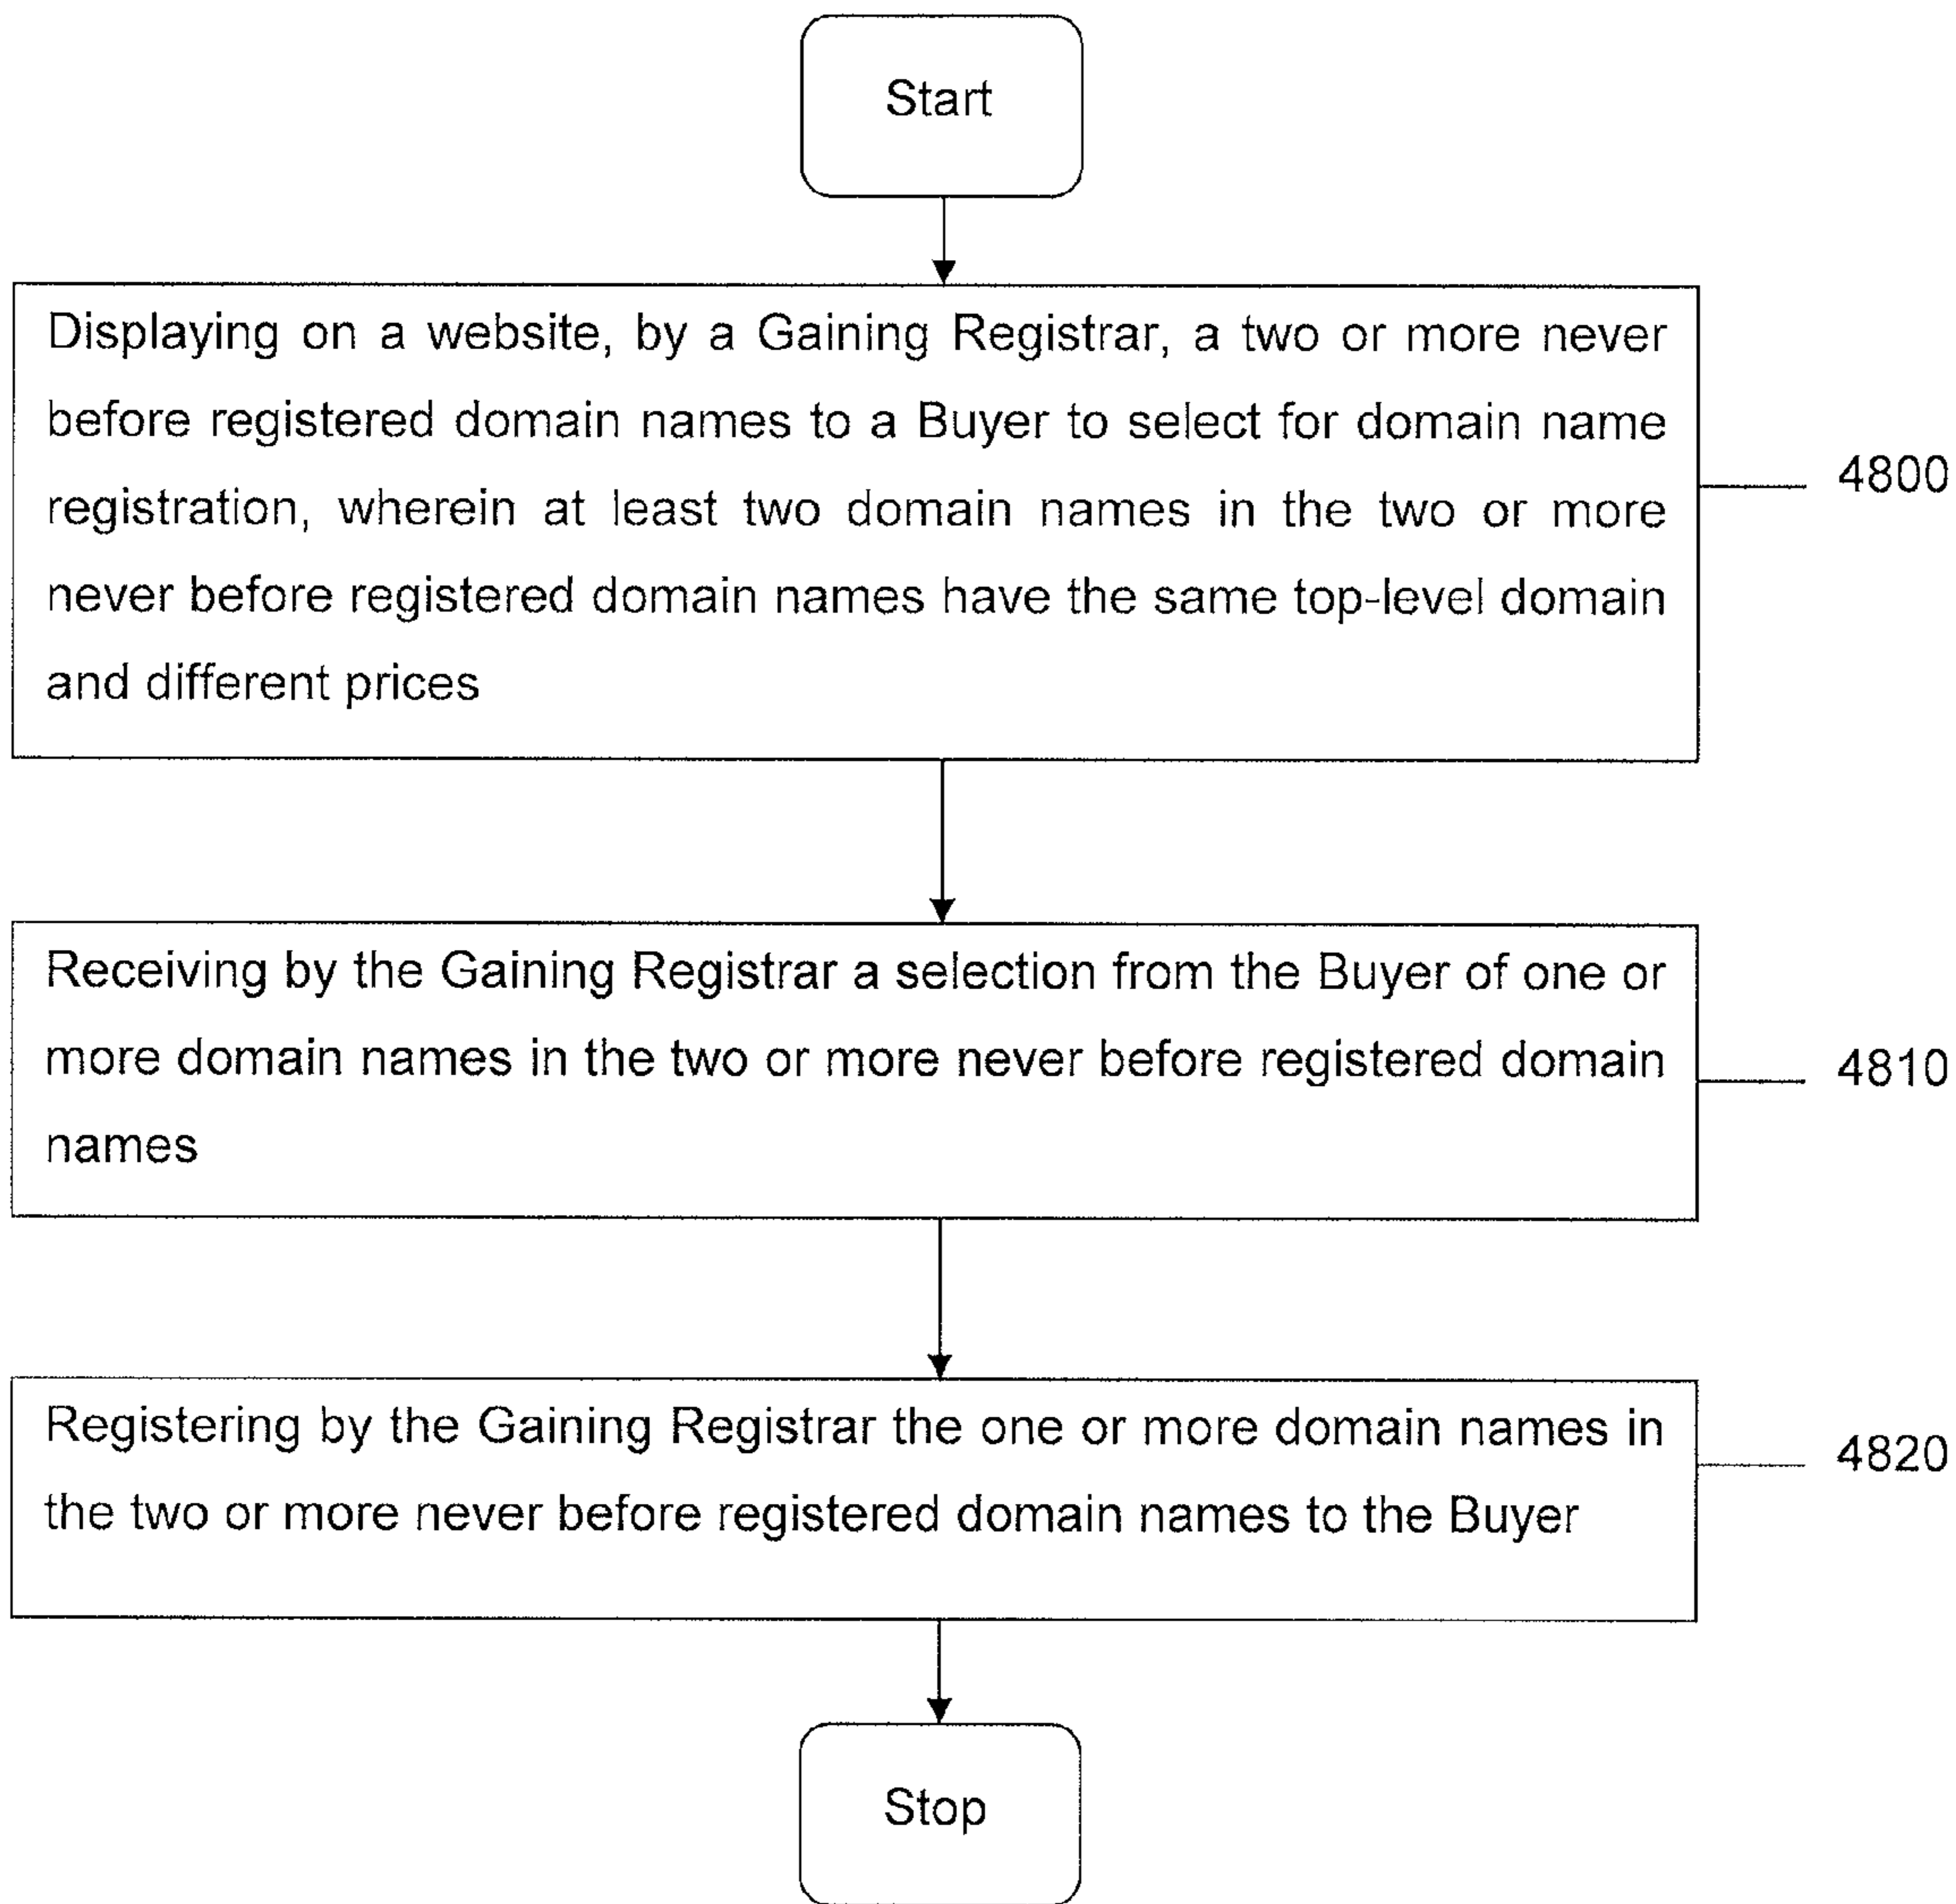 Start
Displaying on a website, by a Gaining Registrar, a two or more never
before registered domain names to a Buyer to select for domain name
registration, wherein at least two domain names in the two or more
never before registered domain names have the same top-level domain
and different prices
4800
Receiving by the Gaining Registrar a selection from the Buyer of one or
more domain names in the two or more never before registered domain
names
4810
Registering by the Gaining Registrar the one or more domain names in
the two or more never before registered domain names to the Buyer
4820
Stop